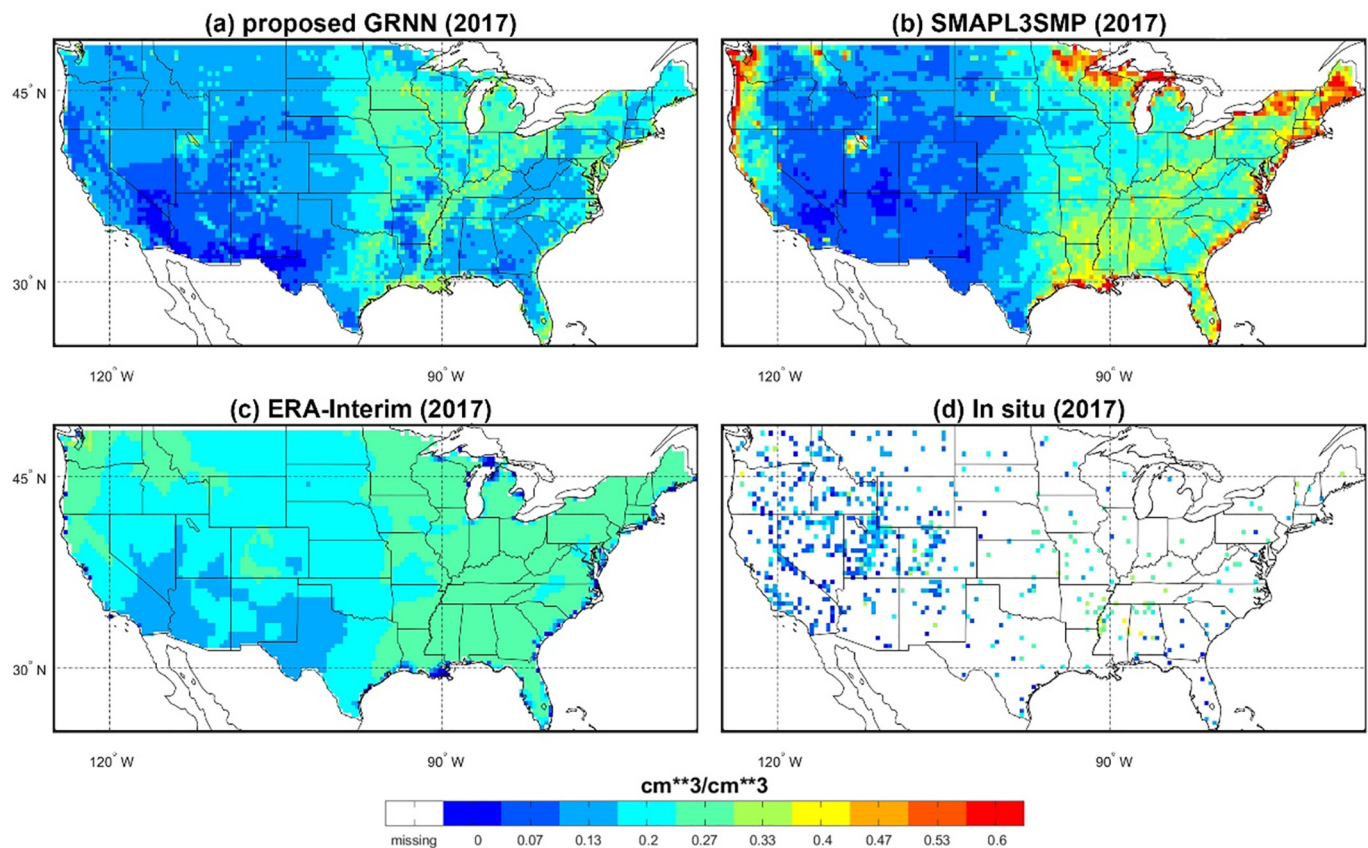 (a) proposed GRNN (2017)
(b) SMAPL3SMP (2017)
45° N
30° N
45° N
30° N
120° W
90° W
120° W
90° W
(c) ERA-Interim (2017)
(d) In situ (2017)
45° N
30° N
45° N
30° N
120° W
90° W
120° W
90° W
cm**3/cm**3
missing 0 0.07 0.13 0.2 0.27 0.33 0.4 0.47 0.53 0.6